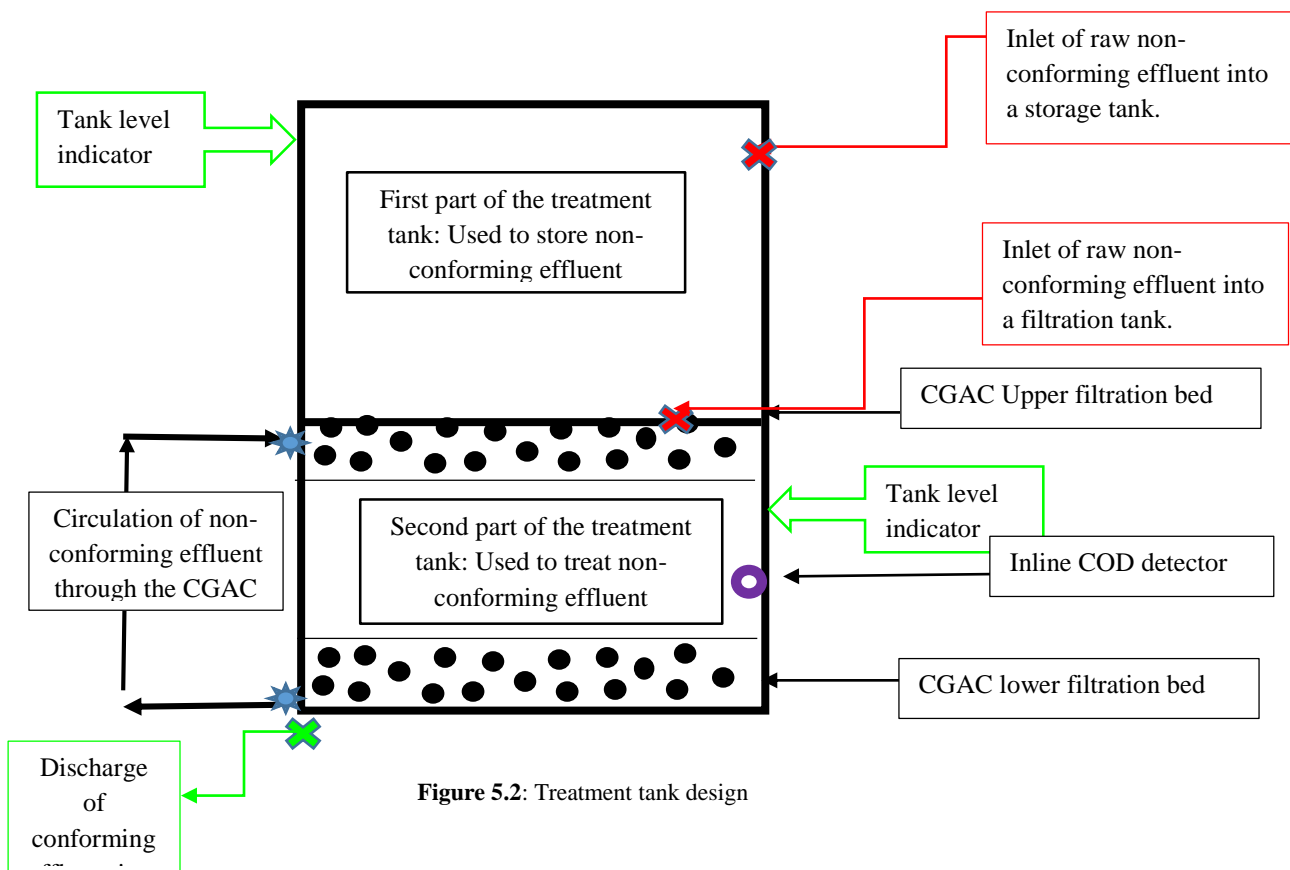 Inlet of raw non-
conforming effluent into
a storage tank.
Tank level
indicator
First part of the treatment
tank: Used to store non-
conforming effluent
Inlet of raw non-
conforming effluent into
a filtration tank.
CGAC Upper filtration bed
Tank level
indicator
Circulation of non-
conforming effluent
through the CGAC
Second part of the treatment
tank: Used to treat non-
conforming effluent
Inline COD detector
CGAC lower filtration bed
Discharge
of
conforming
Figure 5.2: Treatment tank design